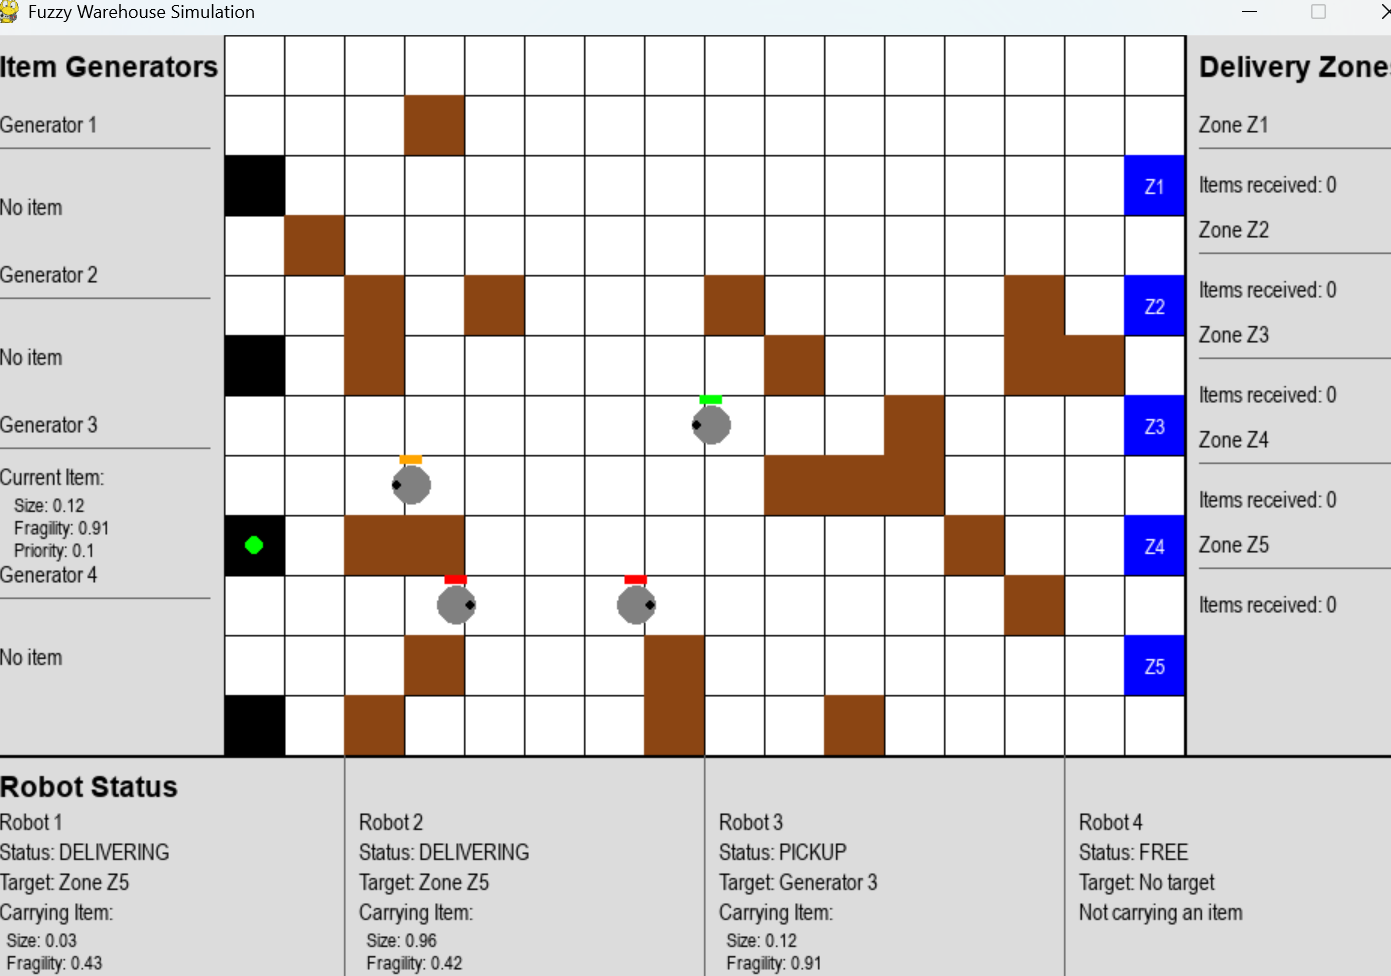 Fuzzy Warehouse Simulation
Item Generators
Generator 1
No item
Generator 2
No item
Generator 3
Current Item:
Size: 0.12
Fragility: 0.91
Priority: 0.1
Generator 4
No item
Z1
Z2
Z3
Z4
Z5
Delivery Zone
Zone Z1
Items received: 0
Zone Z2
Items received: 0
Zone Z3
Items received: 0
Zone Z4
Items received: 0
Zone Z5
Items received: 0
Robot Status
Robot 1
Status: DELIVERING
Target: Zone Z5
Carrying Item:
Size: 0.03
Fragility: 0.43
Robot 2
Status: DELIVERING
Target: Zone Z5
Carrying Item:
Size: 0.96
Fragility: 0.42
Robot 3
Status: PICKUP
Target: Generator 3
Carrying Item:
Size: 0.12
Fragility: 0.91
Robot 4
Status: FREE
Target: No target
Not carrying an item